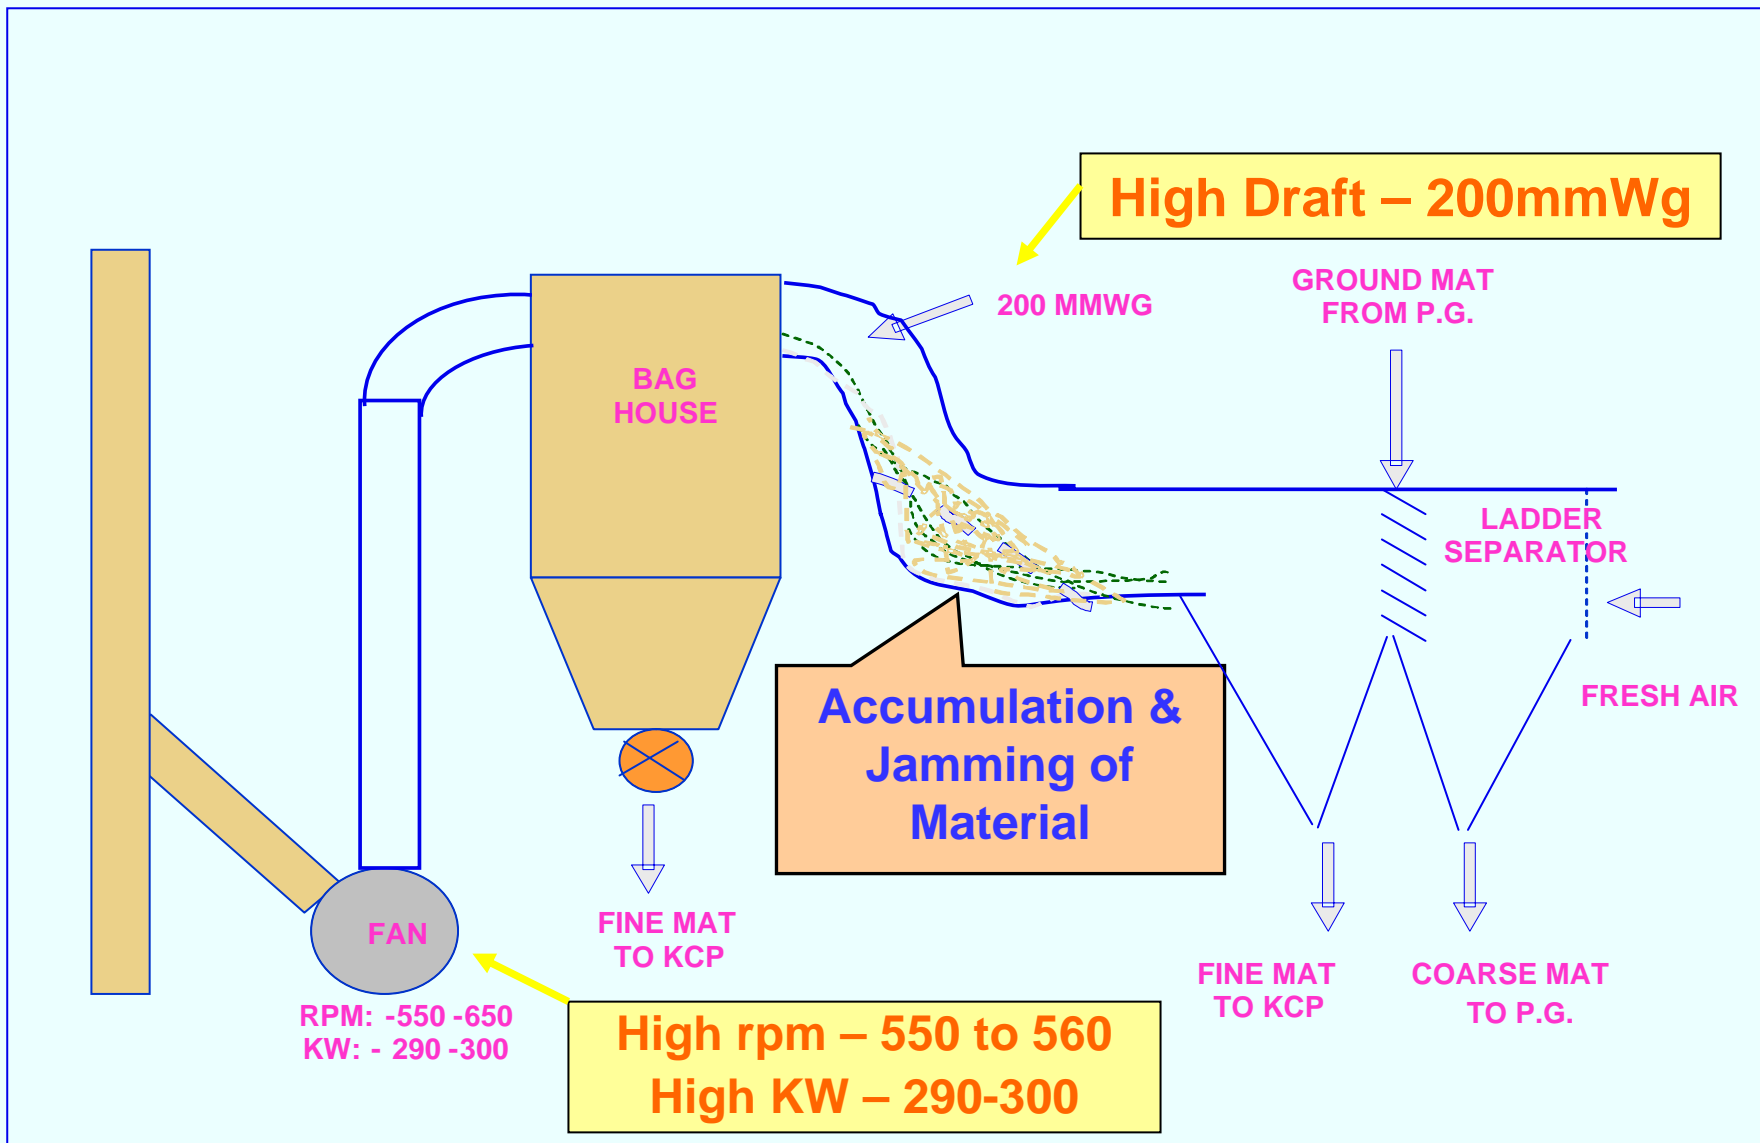 High Draft – 200mmWg
GROUND MAT
FROM P.G.
200 MMWG
BAG
HOUSE
LADDER
SEPARATOR
FRESH AIR
Accumulation &
Jamming of
Material
FAN
FINE MAT
TO KCP
FINE MAT
TO KCP
COARSE MAT
TO P.G.
RPM: -550 -650
KW: - 290 -300
High rpm – 550 to 560
High KW – 290-300